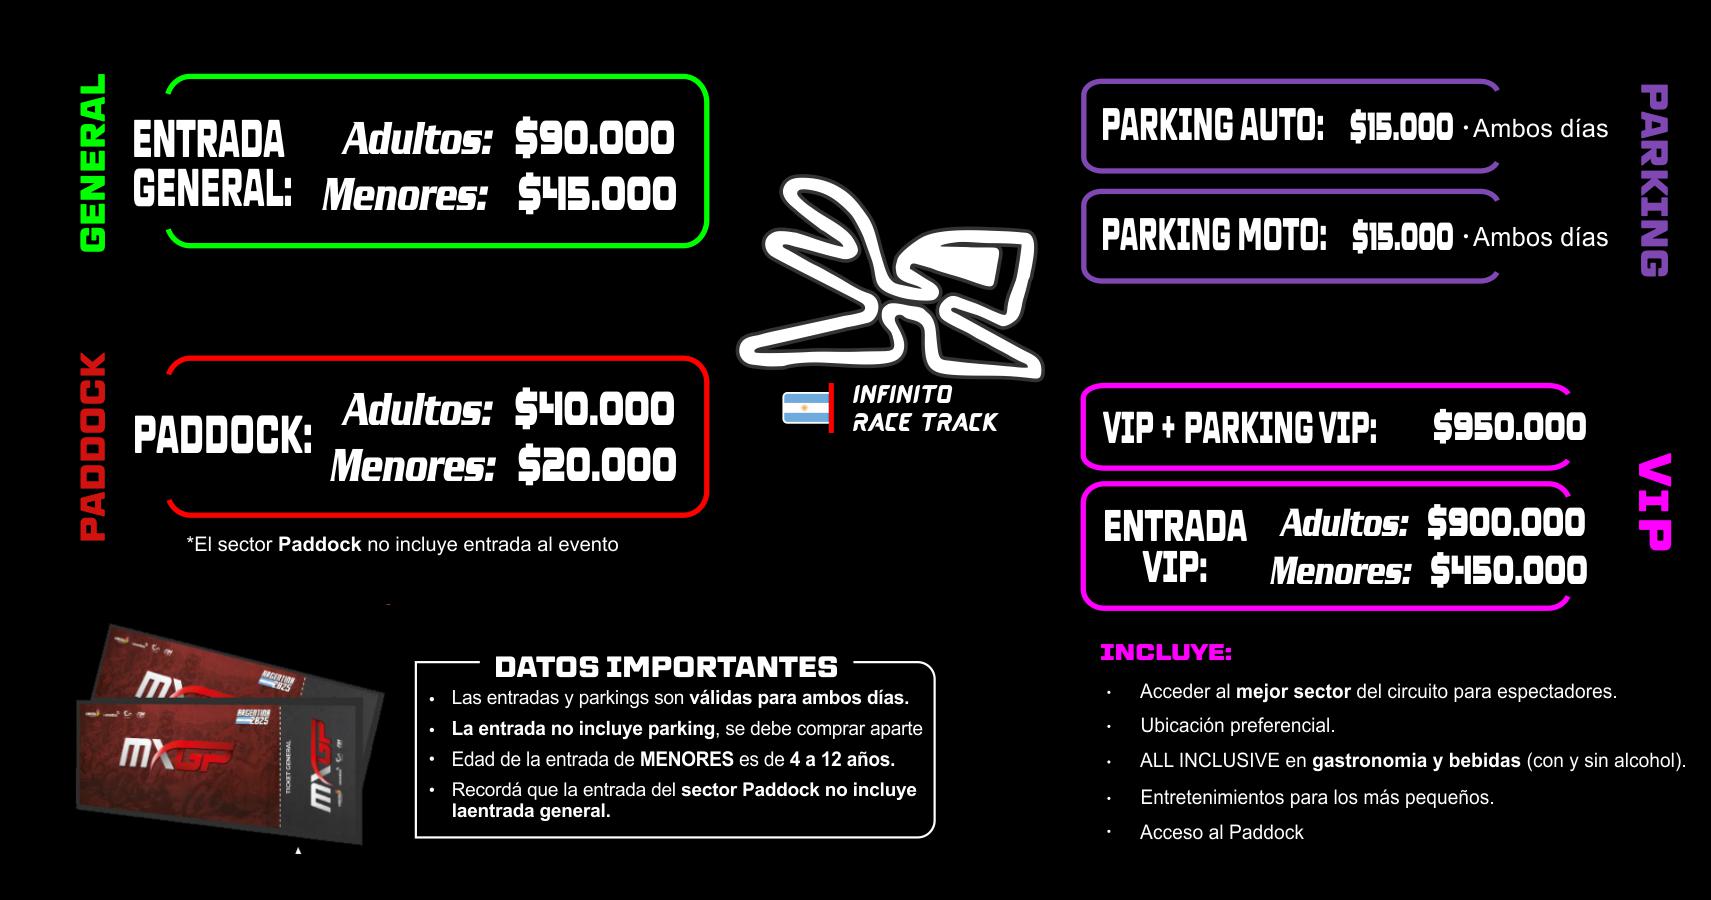 GENERAL
ENTRADA
GENERAL:
Adultos: $90.000
Menores: $45.000
PADDOCK
PADDOCK:
Adultos: $40.000
Menores: $20.000
*El sector Paddock no incluye entrada al evento
INFINITO
RACE TRACK
PARKING
PARKING AUTO: $15.000 · Ambos días
PARKING MOTO: $15.000 · Ambos días
VIP
VIP + PARKING VIP: $950.000
ENTRADA
VIP:
Adultos: $900.000
Menores: $450.000
INCLUYE:
· Acceder al mejor sector del circuito para espectadores.
· Ubicación preferencial.
· ALL INCLUSIVE en gastronomia y bebidas (con y sin alcohol).
· Entretenimientos para los más pequeños.
· Acceso al Paddock
DATOS IMPORTANTES
• Las entradas y parkings son válidas para ambos días.
• La entrada no incluye parking, se debe comprar aparte
• Edad de la entrada de MENORES es de 4 a 12 años.
• Recordá que la entrada del sector Paddock no incluye
laentrada general.
ARGENTINA
2025
MX
ARGENTINA
2025
MXGP
TICKET GENERAL
MXGP